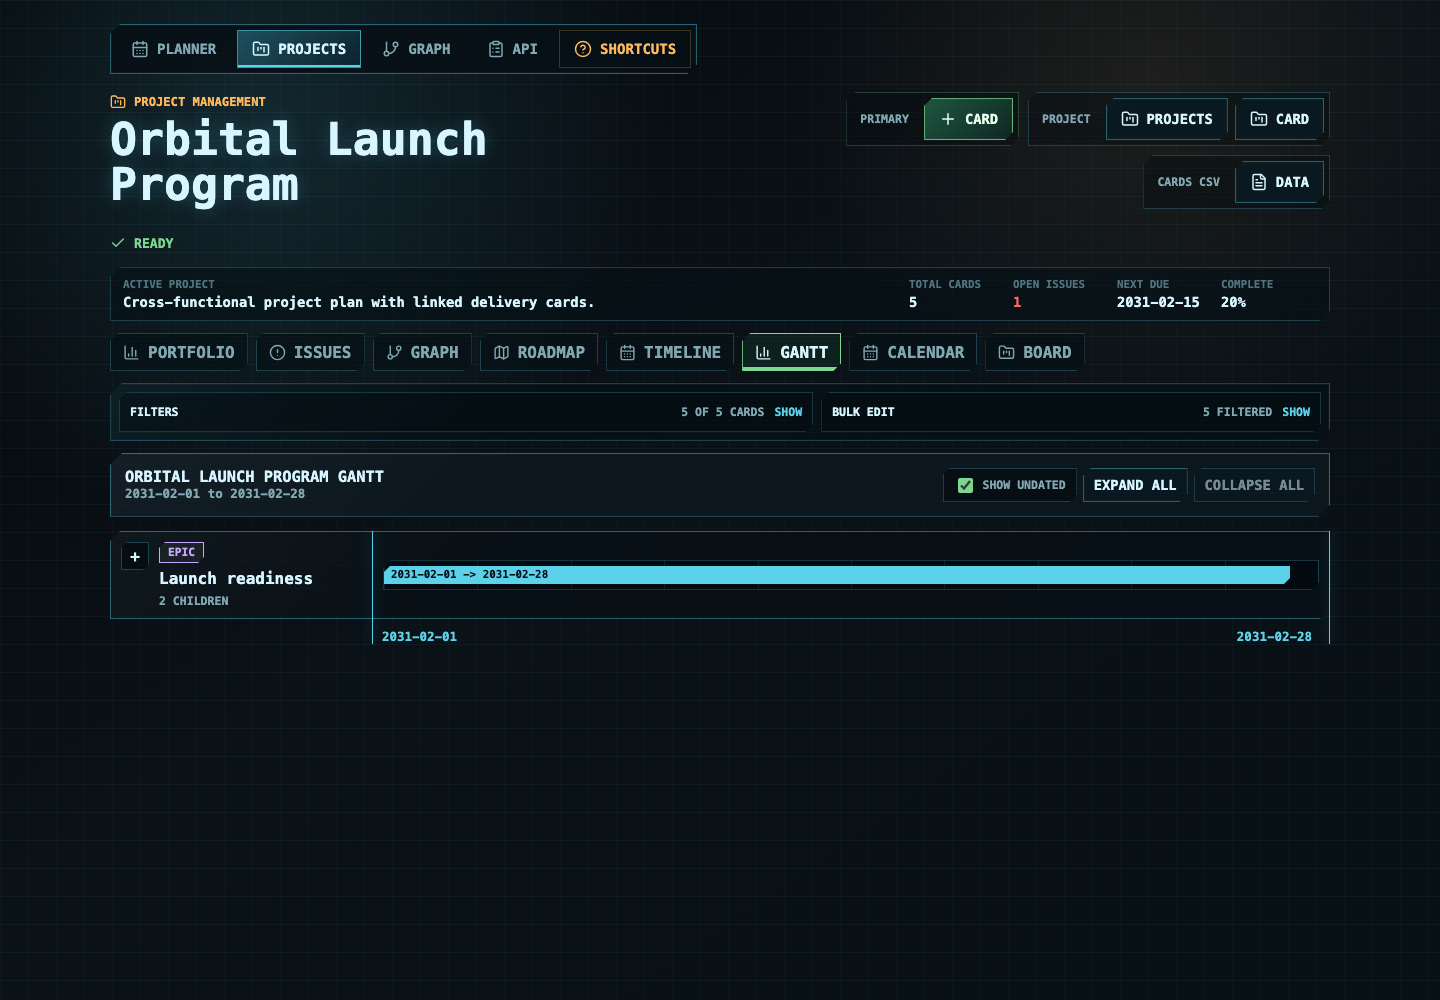 PLANNER PROJECTS GRAPH API SHORTCUTS
PROJECT MANAGEMENT
Orbital Launch
Program
PRIMARY + CARD PROJECT PROJECTS CARD
CARDS CSV DATA
READY
ACTIVE PROJECT
Cross-functional project plan with linked delivery cards.
TOTAL CARDS
5
OPEN ISSUES
1
NEXT DUE
2031-02-15
COMPLETE
20%
PORTFOLIO ISSUES GRAPH ROADMAP TIMELINE GANTT CALENDAR BOARD
FILTERS 5 OF 5 CARDS SHOW
BULK EDIT 5 FILTERED SHOW
ORBITAL LAUNCH PROGRAM GANTT
2031-02-01 to 2031-02-28
SHOW UNDATED EXPAND ALL COLLAPSE ALL
+ EPIC
Launch readiness
2 CHILDREN
2031-02-01 -> 2031-02-28
2031-02-01 2031-02-28